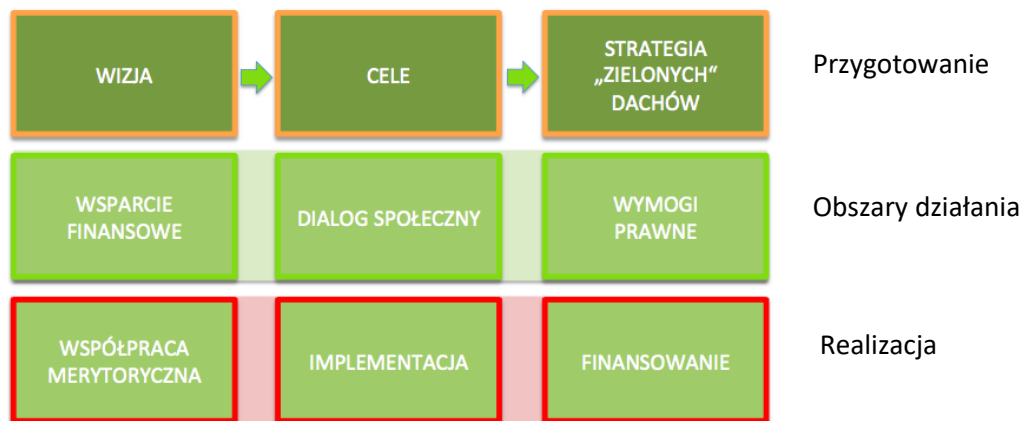 WIZJA
CELE
STRATEGIA
„ZIELONYCH“
DACHÓW
Przygotowanie
WSPARCIE
FINANSOWE
DIALOG SPOŁECZNY
WYMOGI
PRAWNE
Obszary działania
WSPÓŁPRACA
MERYTORYCZNA
IMPLEMENTACJA
FINANSOWANIE
Realizacja